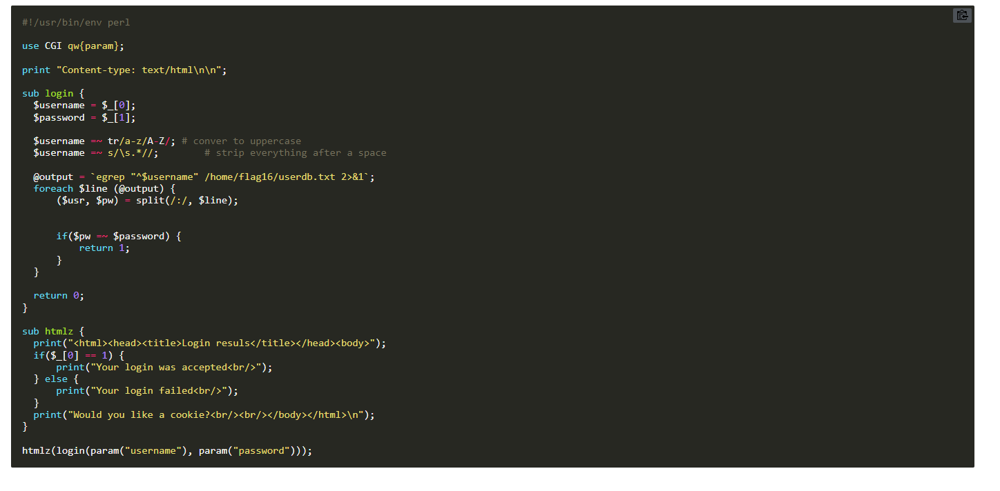 #!/usr/bin/env perl
use CGI qw{param};
print "Content-type: text/html\n\n";
sub login {
$username = $_[0];
$password = $_[1];
$username =~ tr/a-z/A-Z/; # conver to uppercase
$username =~ s/\s.*//; # strip everything after a space
@output = `egrep "^$username" /home/flag16/userdb.txt 2>&1`;
foreach $line (@output) {
($usr, $pw) = split(/:/, $line);
if($pw =~ $password) {
return 1;
}
}
return 0;
}
sub htmlz {
print("<html><head><title>Login resuls</title></head><body>");
if($_[0] == 1) {
print("Your login was accepted<br/>");
} else {
print("Your login failed<br/>");
}
print("Would you like a cookie?<br/><br/></body></html>\n");
}
htmlz(login(param("username"), param("password")));